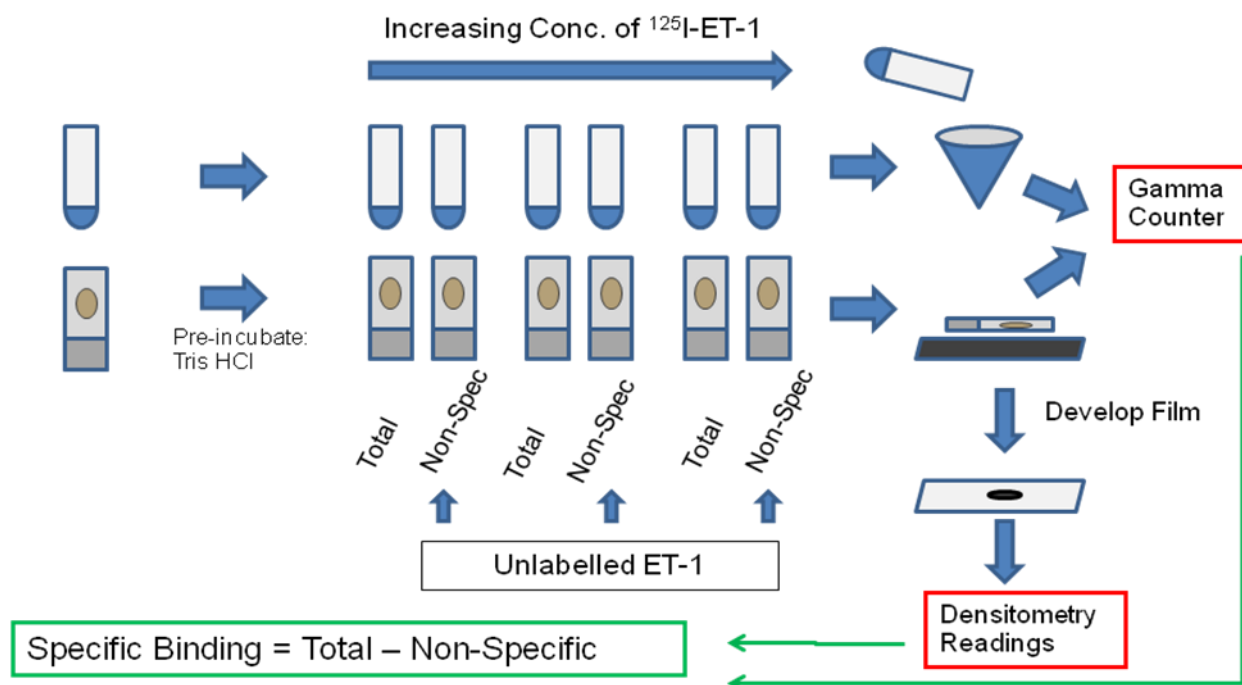 Increasing Conc. of ¹²⁵I-ET-1
Gamma
Counter
Pre-incubate:
Tris HCl
Total
Non-Spec
Total
Non-Spec
Total
Non-Spec
Develop Film
Unlabelled ET-1
Densitometry
Readings
Specific Binding = Total – Non-Specific